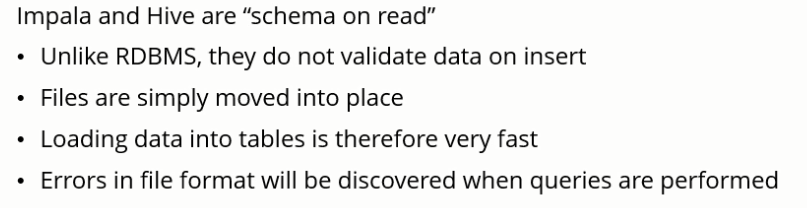 Impala and Hive are “schema on read”
• Unlike RDBMS, they do not validate data on insert
• Files are simply moved into place
• Loading data into tables is therefore very fast
• Errors in file format will be discovered when queries are performed